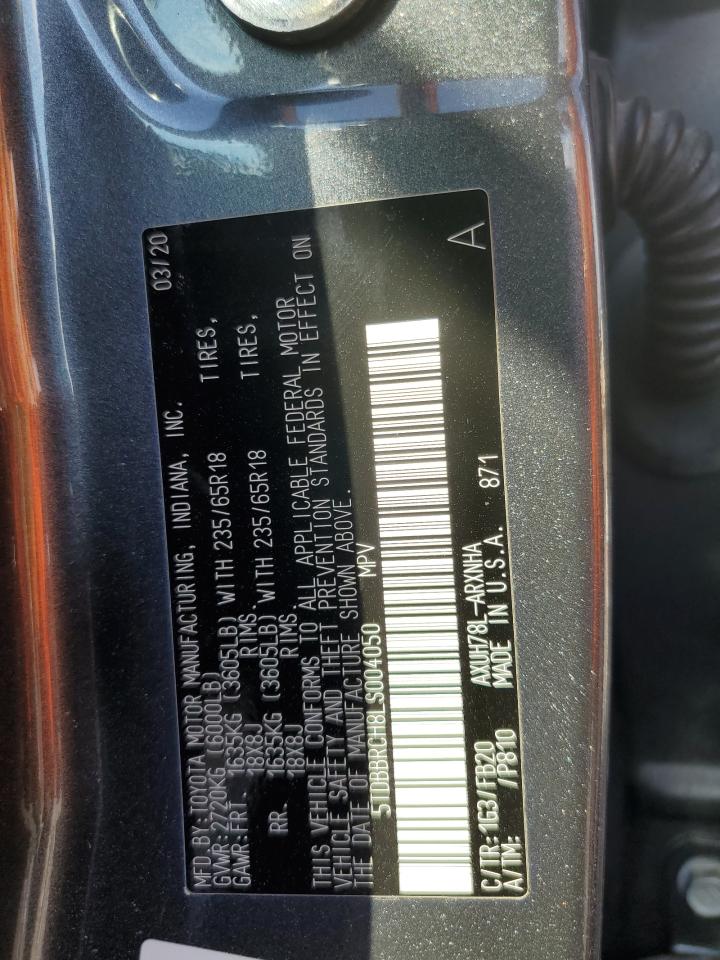 MFD. BY: TOYOTA MOTOR MANUFACTURING, INDIANA, INC. 03/20
GVWR: 2720KG (6000LB)
GAWR: FRT. 1635KG (3605LB) WITH 235/65R18 TIRES,
18X8J RIMS.
RR. 1635KG (3605LB) WITH 235/65R18 TIRES,
18X8J RIMS.
THIS VEHICLE CONFORMS TO ALL APPLICABLE FEDERAL MOTOR
VEHICLE SAFETY AND THEFT PREVENTION STANDARDS IN EFFECT ON
THE DATE OF MANUFACTURE SHOWN ABOVE.
5TDBBRCH8LS004050 MPV
C/TR: 1G3/FB20 AXUH78L-ARXNHA
A/TM: /P810 MADE IN U.S.A. 871 A